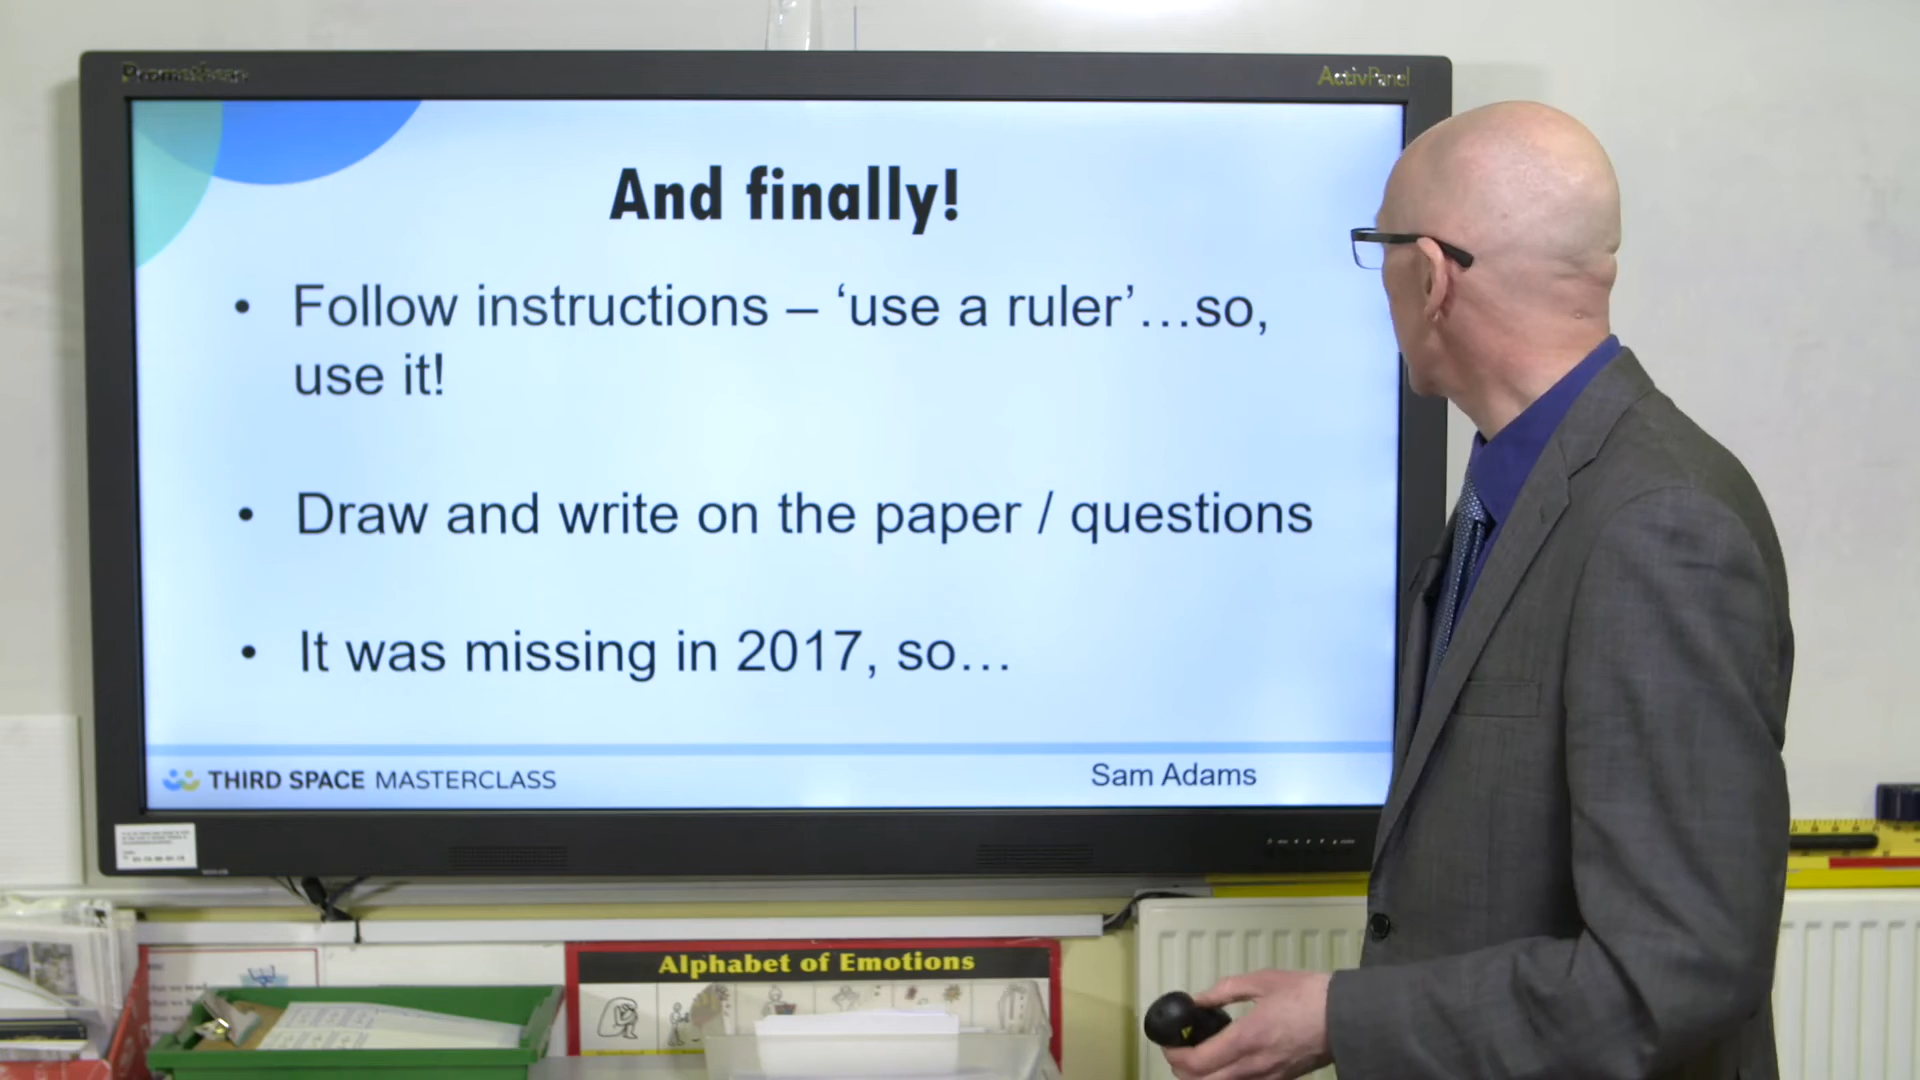 Promethean
ActivPanel
And finally!
• Follow instructions – ‘use a ruler’…so,
use it!
• Draw and write on the paper / questions
• It was missing in 2017, so…
THIRD SPACE MASTERCLASS
Sam Adams
Alphabet of Emotions